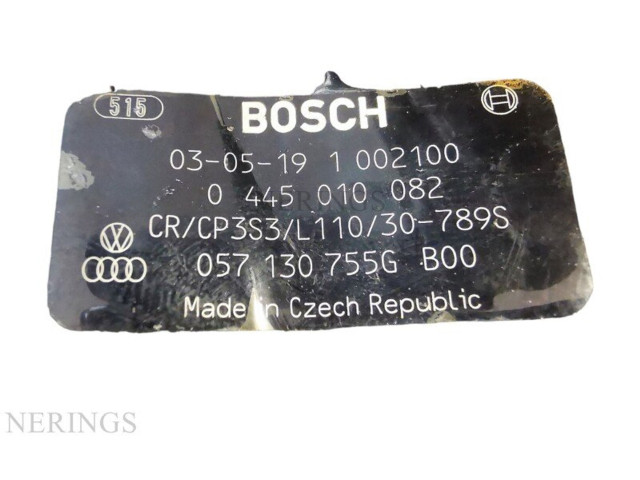 515
BOSCH
03-05-19 1 002100
0 445 010 082
CR/CP3S3/L110/30-789S
057 130 755G B00
Made in Czech Republic
NERINGS